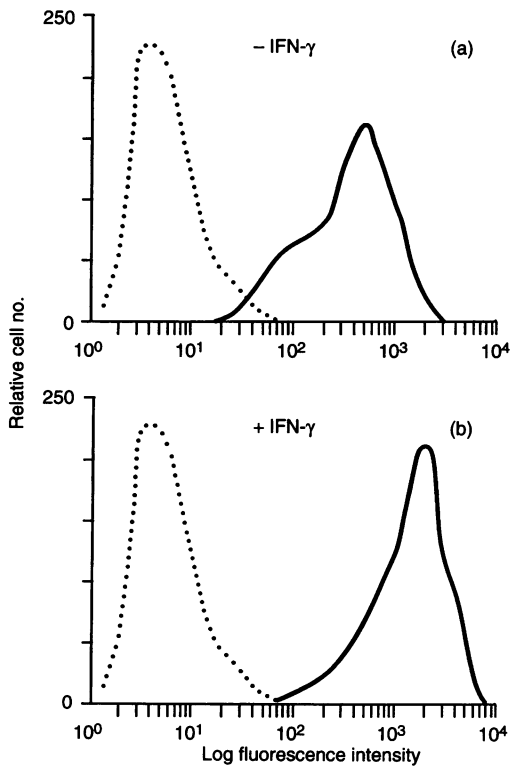 250
– IFN-γ
(a)
0
10⁰ 10¹ 10² 10³ 10⁴
Relative cell no.
250
+ IFN-γ
(b)
0
10⁰ 10¹ 10² 10³ 10⁴
Log fluorescence intensity